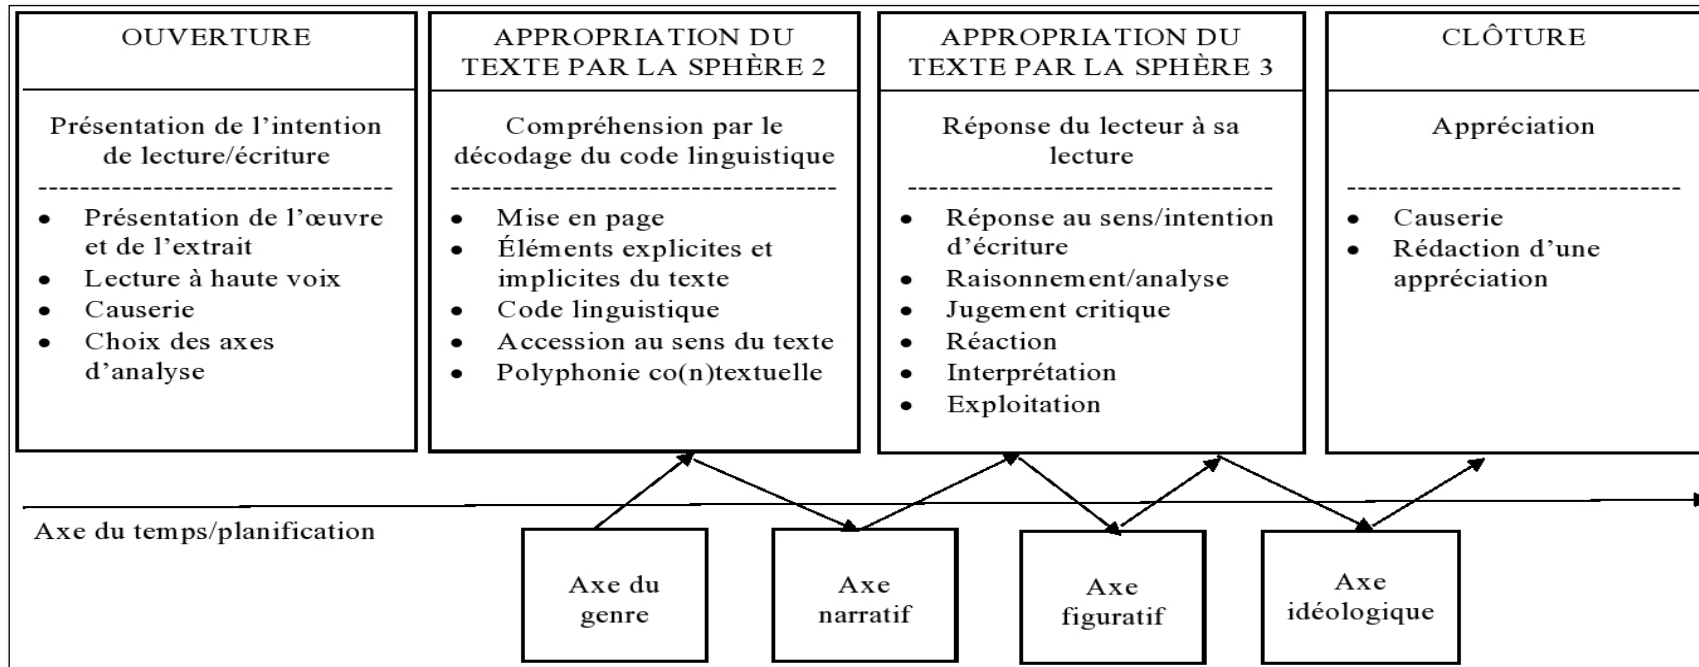 OUVERTURE
Présentation de l’intention
de lecture/écriture
----------------------------------
• Présentation de l’œuvre
et de l’extrait
• Lecture à haute voix
• Causerie
• Choix des axes
d’analyse
APPROPRIATION DU
TEXTE PAR LA SPHÈRE 2
Compréhension par le
décodage du code linguistique
-------------------------------------
• Mise en page
• Éléments explicites et
implicites du texte
• Code linguistique
• Accession au sens du texte
• Polyphonie co(n)textuelle
APPROPRIATION DU
TEXTE PAR LA SPHÈRE 3
Réponse du lecteur à sa
lecture
-----------------------------------
• Réponse au sens/intention
d’écriture
• Raisonnement/analyse
• Jugement critique
• Réaction
• Interprétation
• Exploitation
CLÔTURE
Appréciation
--------------------------------
• Causerie
• Rédaction d’une
appréciation
Axe du temps/planification
Axe du
genre
Axe
narratif
Axe
figuratif
Axe
idéologique